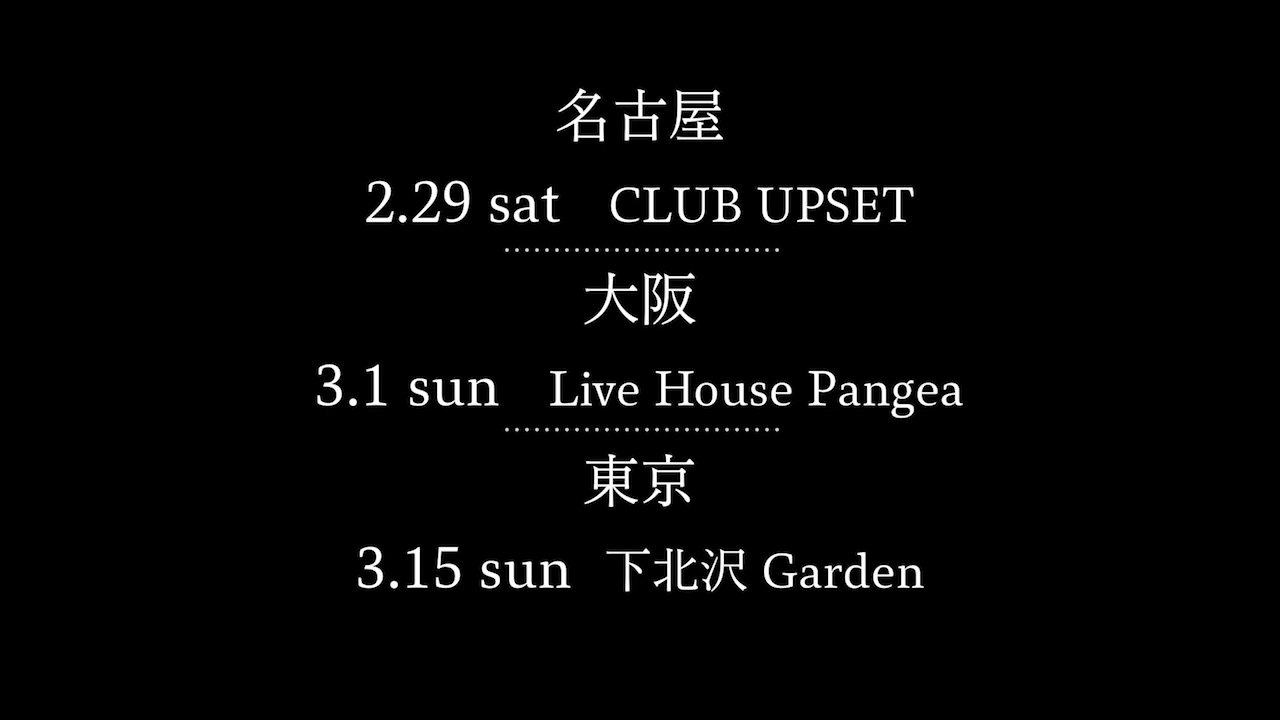 名古屋
2.29 sat CLUB UPSET
大阪
3.1 sun Live House Pangea
東京
3.15 sun 下北沢 Garden